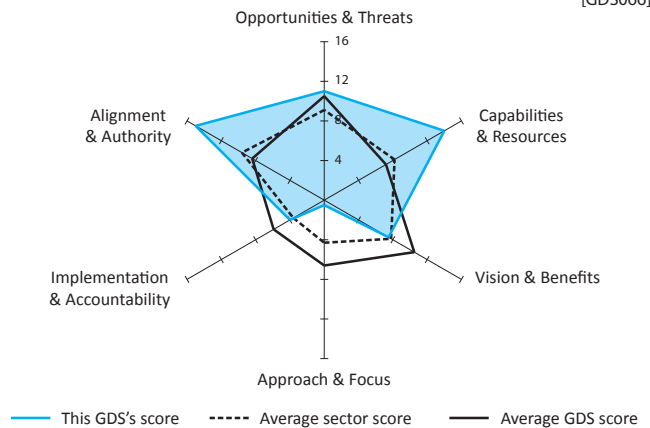 [GDS066]
Opportunities & Threats
16
12
8
4
Alignment
& Authority
Capabilities
& Resources
Implementation
& Accountability
Vision & Benefits
Approach & Focus
This GDS's score
Average sector score
Average GDS score